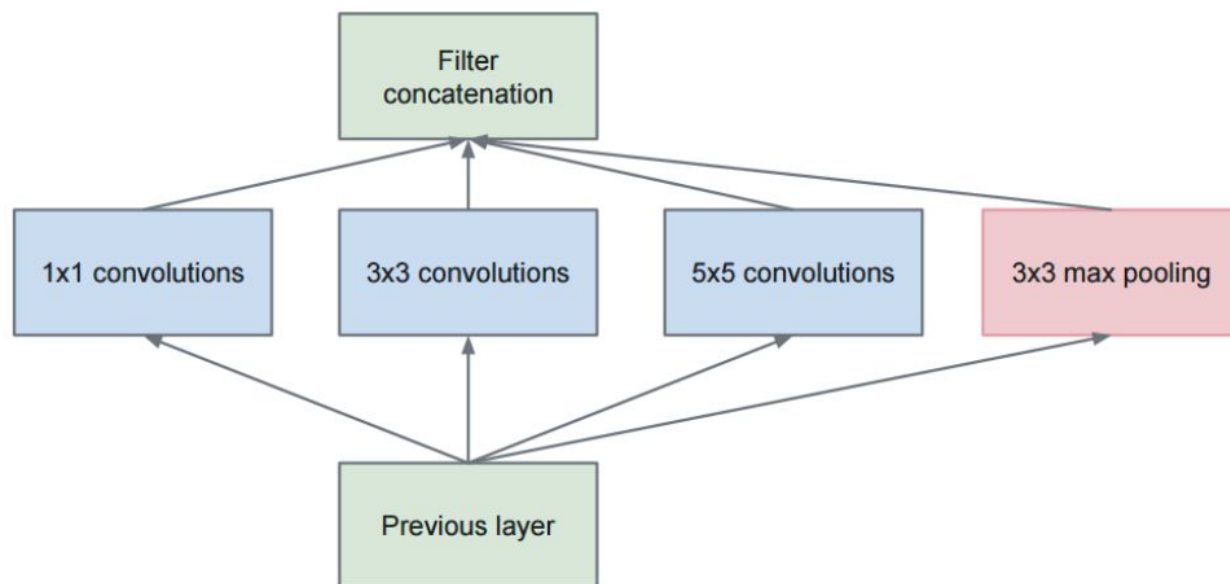 Filter
concatenation
1x1 convolutions
3x3 convolutions
5x5 convolutions
3x3 max pooling
Previous layer